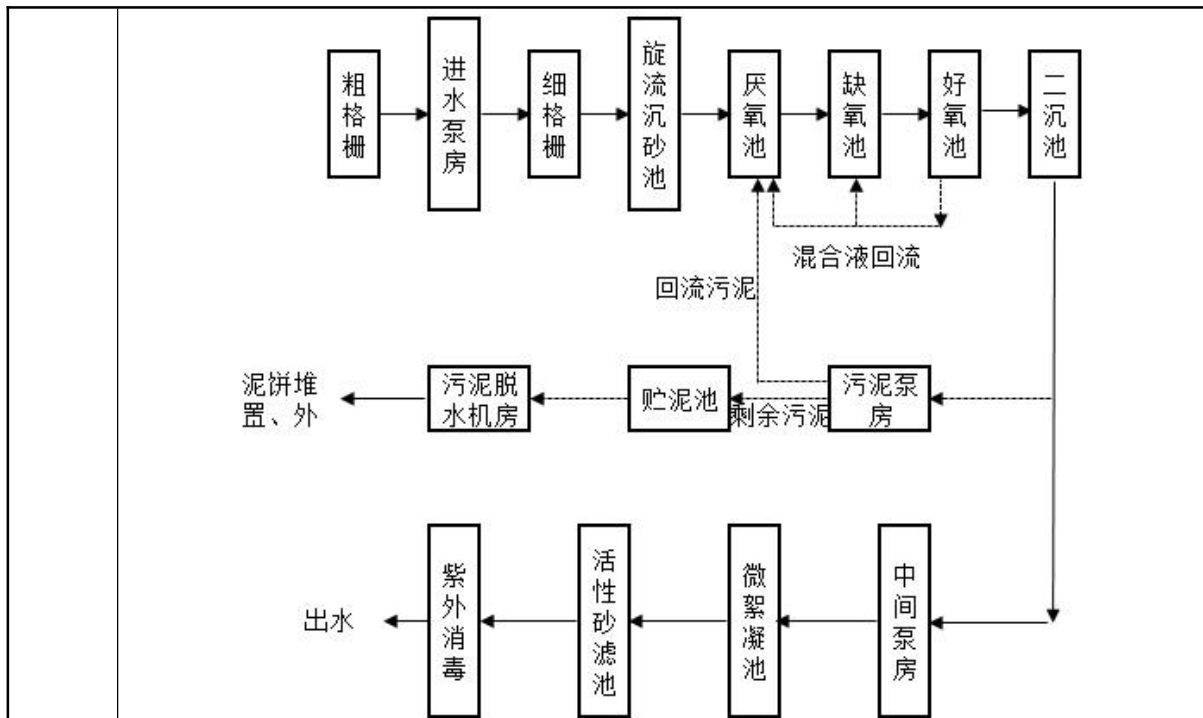 粗格栅
进水泵房
细格栅
旋流沉砂池
厌氧池
缺氧池
好氧池
二沉池
混合液回流
回流污泥
泥饼堆
置、外
污泥脱
水机房
贮泥池
剩余污泥
污泥泵
房
出水
紫外消毒
活性砂滤池
微絮凝池
中间泵房